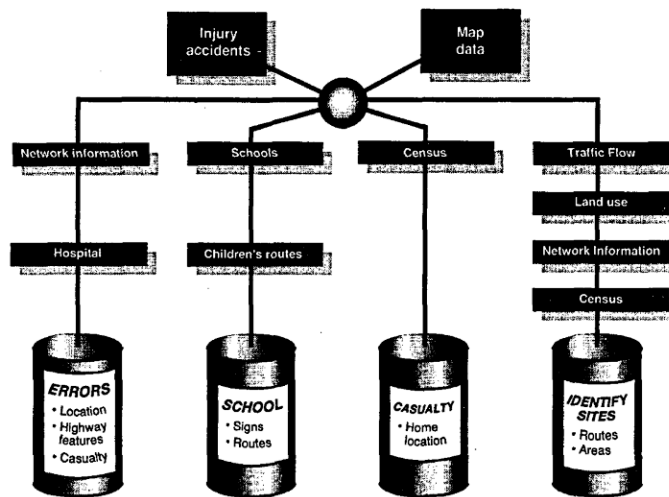 Injury
accidents
Map
data
Network information
Schools
Census
Traffic Flow
Land use
Hospital
Children's routes
Network Information
Census
ERRORS
• Location
• Highway
features
• Casualty
SCHOOL
• Signs
• Routes
CASUALTY
• Home
location
IDENTIFY
SITES
• Routes
• Areas